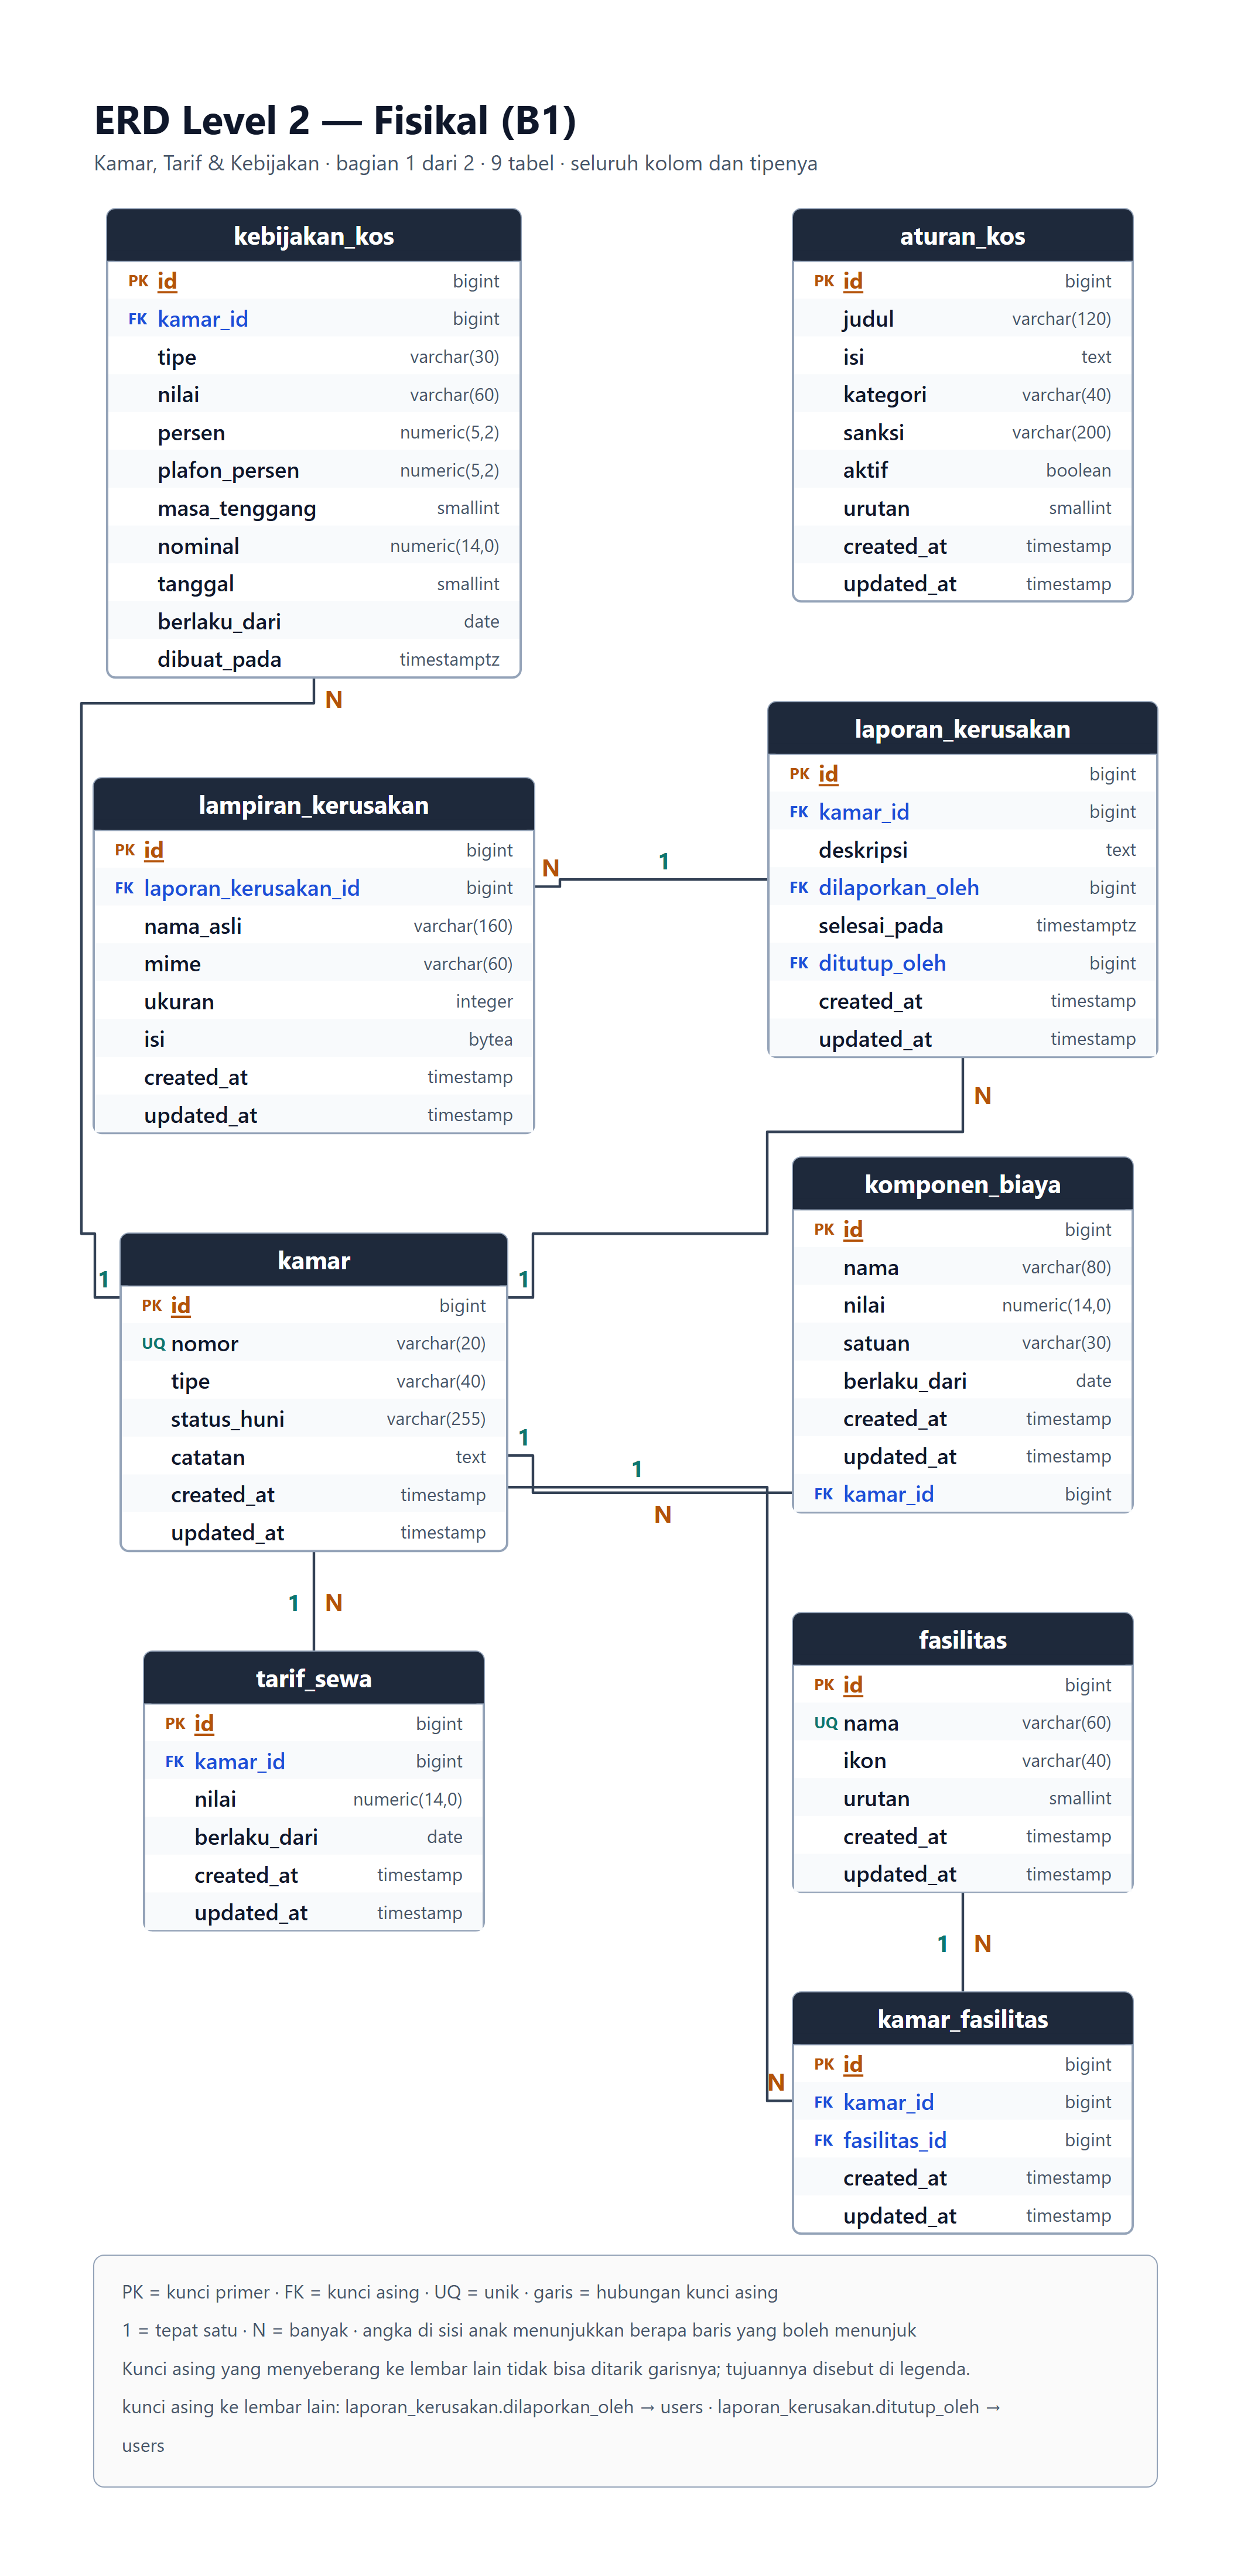 ERD Level 2 — Fisikal (B1)
Kamar, Tarif & Kebijakan · bagian 1 dari 2 · 9 tabel · seluruh kolom dan tipenya
kebijakan_kos
PK id bigint
FK kamar_id bigint
tipe varchar(30)
nilai varchar(60)
persen numeric(5,2)
plafon_persen numeric(5,2)
masa_tenggang smallint
nominal numeric(14,0)
tanggal smallint
berlaku_dari date
dibuat_pada timestamptz
N
aturan_kos
PK id bigint
judul varchar(120)
isi text
kategori varchar(40)
sanksi varchar(200)
aktif boolean
urutan smallint
created_at timestamp
updated_at timestamp
lampiran_kerusakan
PK id bigint
FK laporan_kerusakan_id bigint
nama_asli varchar(160)
mime varchar(60)
ukuran integer
isi bytea
created_at timestamp
updated_at timestamp
N 1
laporan_kerusakan
PK id bigint
FK kamar_id bigint
deskripsi text
FK dilaporkan_oleh bigint
selesai_pada timestamptz
FK ditutup_oleh bigint
created_at timestamp
updated_at timestamp
N
kamar
1 1
PK id bigint
UQ nomor varchar(20)
tipe varchar(40)
status_huni varchar(255)
catatan text
created_at timestamp
updated_at timestamp
1
1
N
komponen_biaya
PK id bigint
nama varchar(80)
nilai numeric(14,0)
satuan varchar(30)
berlaku_dari date
created_at timestamp
updated_at timestamp
FK kamar_id bigint
1 N
tarif_sewa
PK id bigint
FK kamar_id bigint
nilai numeric(14,0)
berlaku_dari date
created_at timestamp
updated_at timestamp
fasilitas
PK id bigint
UQ nama varchar(60)
ikon varchar(40)
urutan smallint
created_at timestamp
updated_at timestamp
1 N
kamar_fasilitas
PK id bigint
N
FK kamar_id bigint
FK fasilitas_id bigint
created_at timestamp
updated_at timestamp
PK = kunci primer · FK = kunci asing · UQ = unik · garis = hubungan kunci asing
1 = tepat satu · N = banyak · angka di sisi anak menunjukkan berapa baris yang boleh menunjuk
Kunci asing yang menyeberang ke lembar lain tidak bisa ditarik garisnya; tujuannya disebut di legenda.
kunci asing ke lembar lain: laporan_kerusakan.dilaporkan_oleh → users · laporan_kerusakan.ditutup_oleh →
users